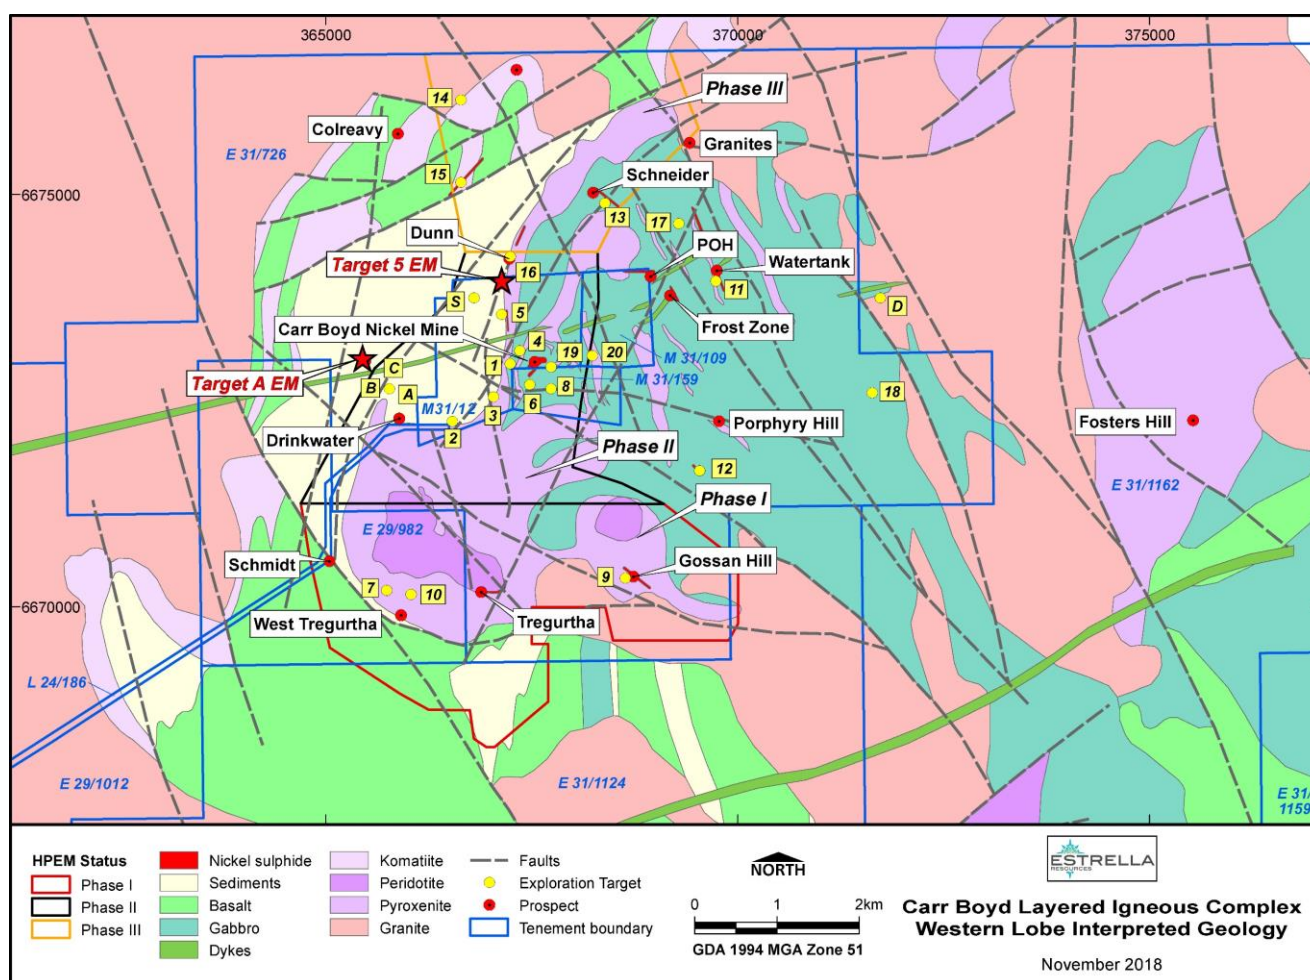 365000
370000
375000
14
Phase III
Colreavy
Granites
E 31/726
15
Schneider
6675000
13
17
Dunn
POH
Target 5 EM
16
Watertank
S
11
5
D
Carr Boyd Nickel Mine
Frost Zone
4
19
20
M 31/109
1
C
Target A EM
B
A
8
M 31/159
18
M31/12
3
6
Drinkwater
2
Porphyry Hill
Fosters Hill
Phase II
12
E 31/1162
Phase I
E 29/982
Schmidt
Gossan Hill
9
7
10
6670000
West Tregurtha
Tregurtha
L 24/186
E 29/1012
E 31/1124
E 31/
1159
HPEM Status
Phase I
Phase II
Phase III
Nickel sulphide
Sediments
Basalt
Gabbro
Dykes
Komatiite
Peridotite
Pyroxenite
Granite
Faults
Exploration Target
Prospect
Tenement boundary
NORTH
0 1 2km
GDA 1994 MGA Zone 51
ESTRELLA
RESOURCES
Carr Boyd Layered Igneous Complex
Western Lobe Interpreted Geology
November 2018